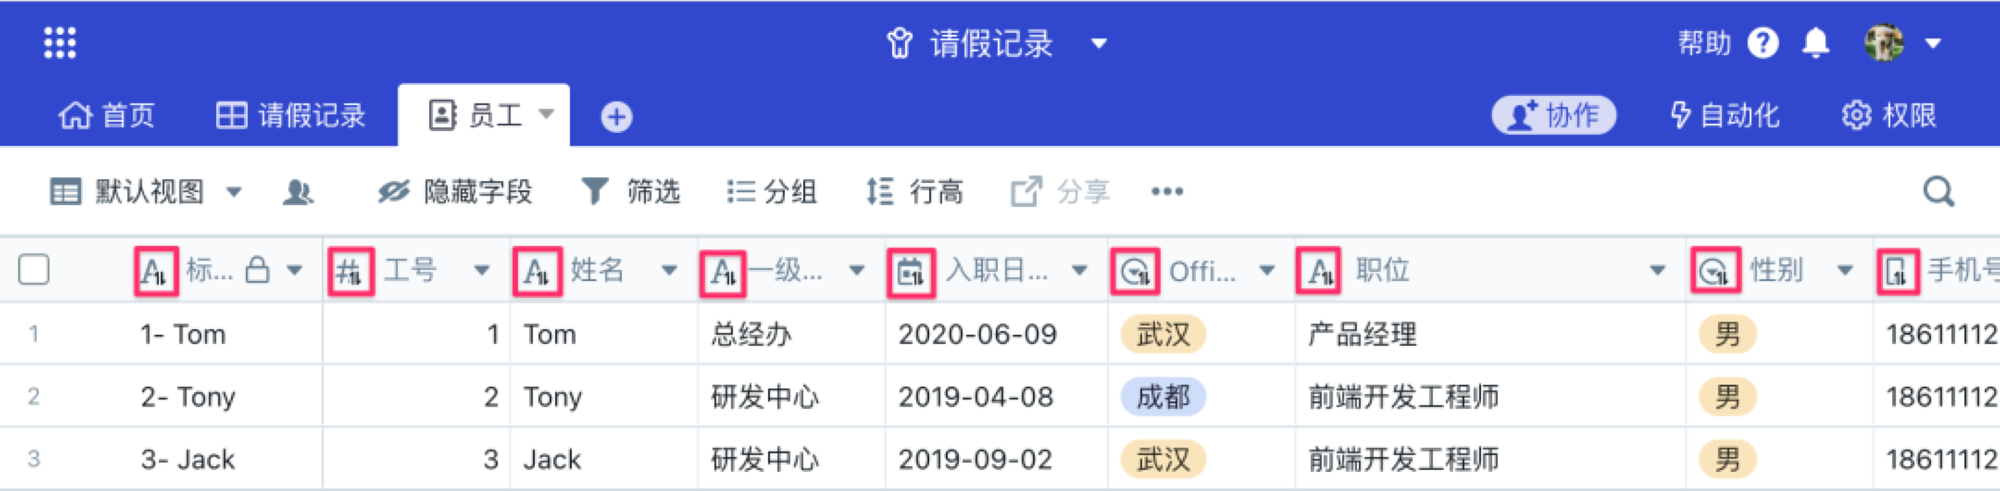 请假记录
帮助
首页 请假记录 员工 协作 自动化 权限
默认视图 隐藏字段 筛选 分组 行高 分享 •••
标... 工号 姓名 一级... 入职日... Offi... 职位 性别 手机号
1 1- Tom 1 Tom 总经办 2020-06-09 武汉 产品经理 男 18611112
2 2- Tony 2 Tony 研发中心 2019-04-08 成都 前端开发工程师 男 18611112
3 3- Jack 3 Jack 研发中心 2019-09-02 武汉 前端开发工程师 男 18611112